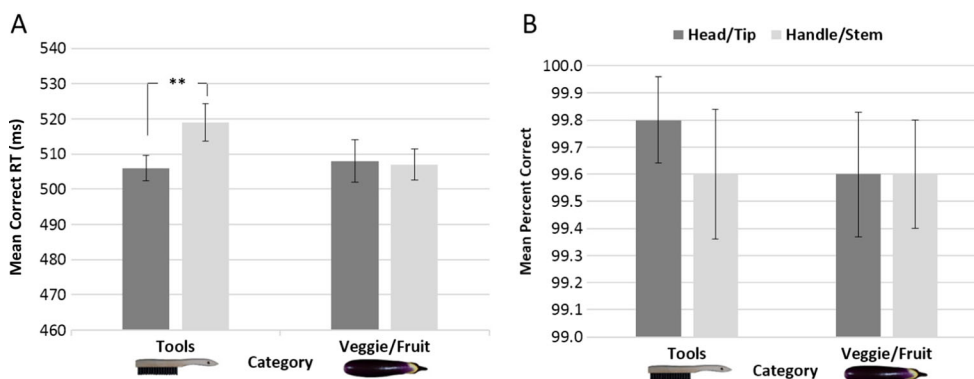 A
Mean Correct RT (ms)
540
530
520
510
500
490
480
470
460
**
Tools
Veggie/Fruit
Category
B
Head/Tip Handle/Stem
Mean Percent Correct
100.0
99.9
99.8
99.7
99.6
99.5
99.4
99.3
99.2
99.1
99.0
Tools
Veggie/Fruit
Category